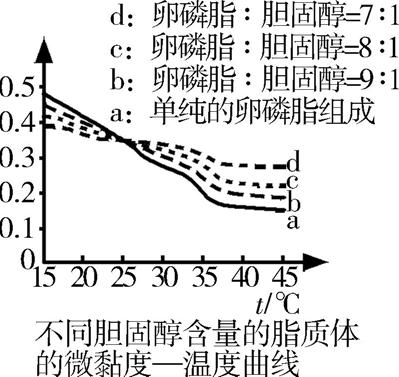 d：卵磷脂∶胆固醇=7∶1
c：卵磷脂∶胆固醇=8∶1
b：卵磷脂∶胆固醇=9∶1
a：单纯的卵磷脂组成
0.5
0.4
0.3
0.2
0.1
0
d
c
b
a
15 20 25 30 35 40 45
t/℃
不同胆固醇含量的脂质体
的微黏度—温度曲线